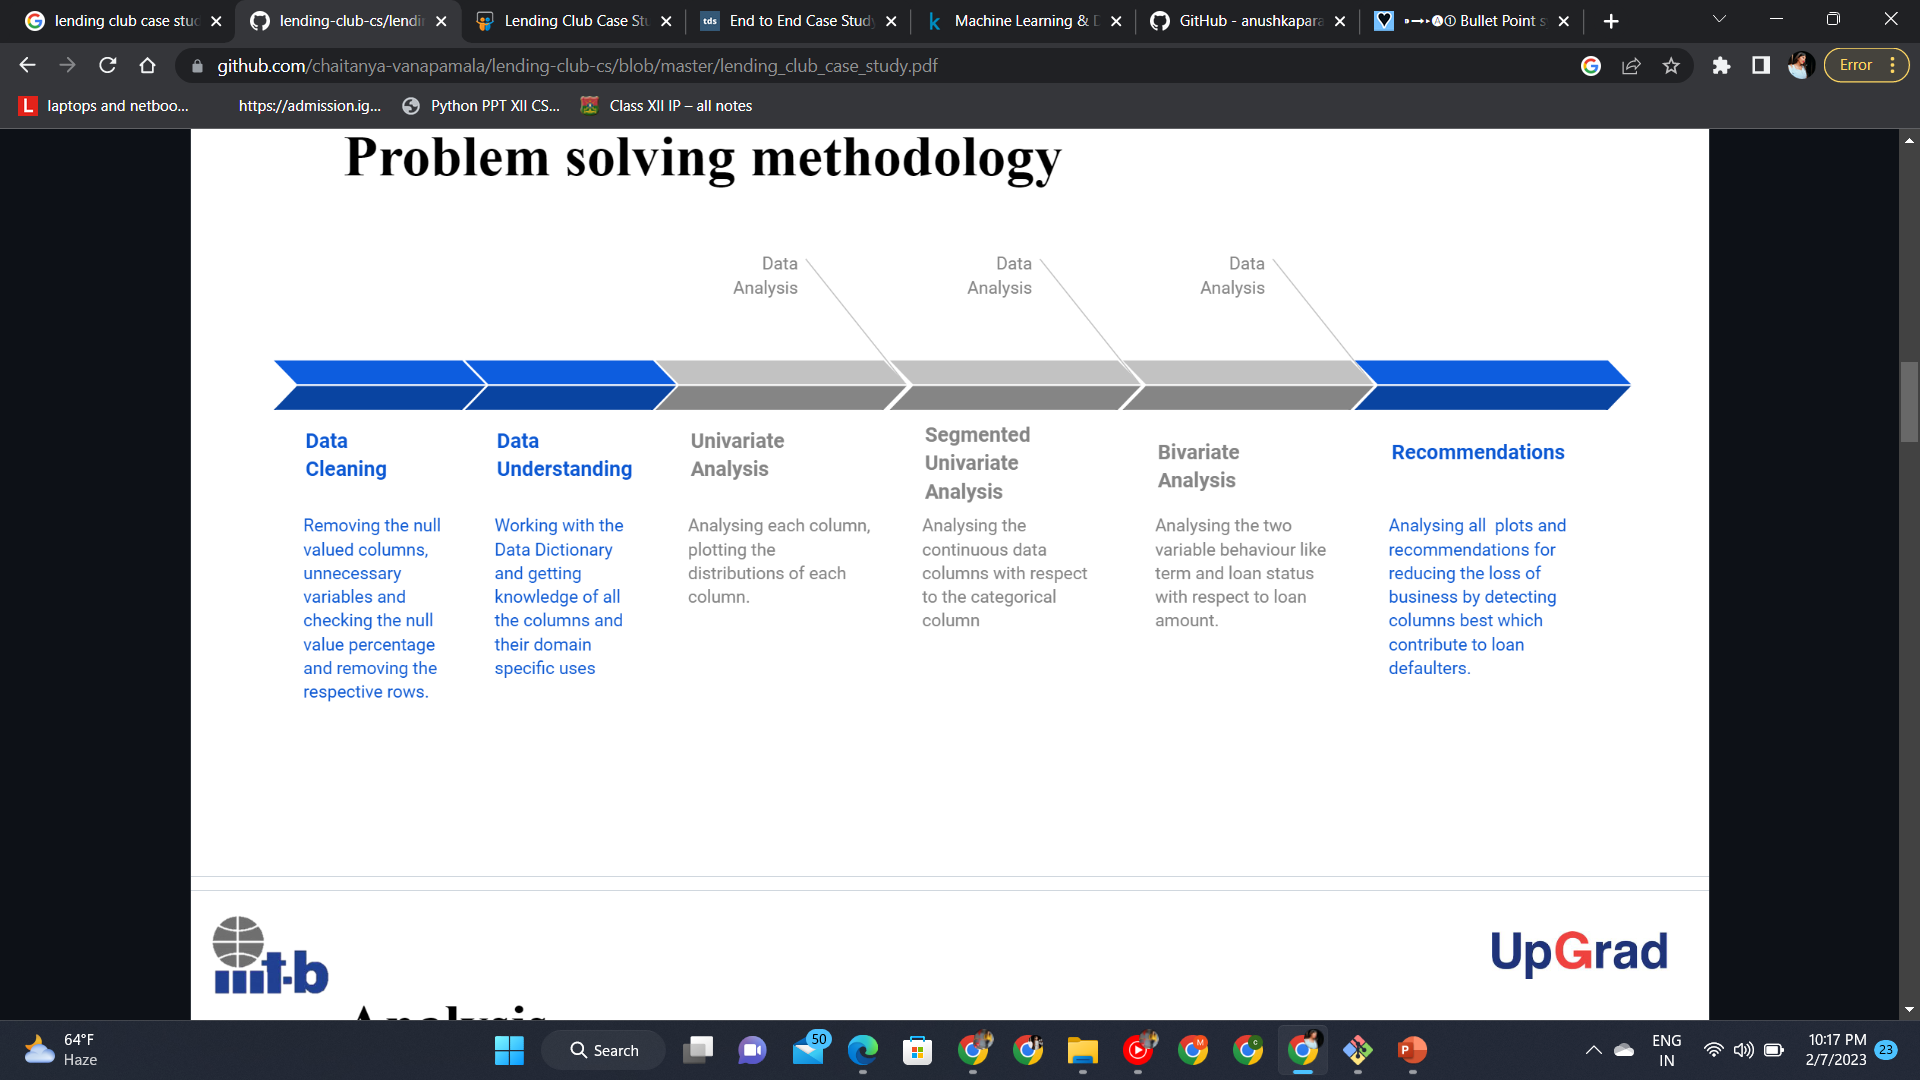 lending club case stud
lending-club-cs/lendin
Lending Club Case Stu
tds
End to End Case Study
k
Machine Learning & D
GitHub - anushkapara
Bullet Point s
github.com/chaitanya-vanapamala/lending-club-cs/blob/master/lending_club_case_study.pdf
Error
L
laptops and netboo...
https://admission.ig...
Python PPT XII CS...
Class XII IP – all notes
Problem solving methodology
Data
Analysis
Data
Analysis
Data
Analysis
Data
Cleaning
Removing the null
valued columns,
unnecessary
variables and
checking the null
value percentage
and removing the
respective rows.
Data
Understanding
Working with the
Data Dictionary
and getting
knowledge of all
the columns and
their domain
specific uses
Univariate
Analysis
Analysing each column,
plotting the
distributions of each
column.
Segmented
Univariate
Analysis
Analysing the
continuous data
columns with respect
to the categorical
column
Bivariate
Analysis
Analysing the two
variable behaviour like
term and loan status
with respect to loan
amount.
Recommendations
Analysing all  plots and
recommendations for
reducing the loss of
business by detecting
columns best which
contribute to loan
defaulters.
iiit-b
UpGrad
Analysis
64°F
Haze
Search
50
ENG
IN
10:17 PM
2/7/2023
23